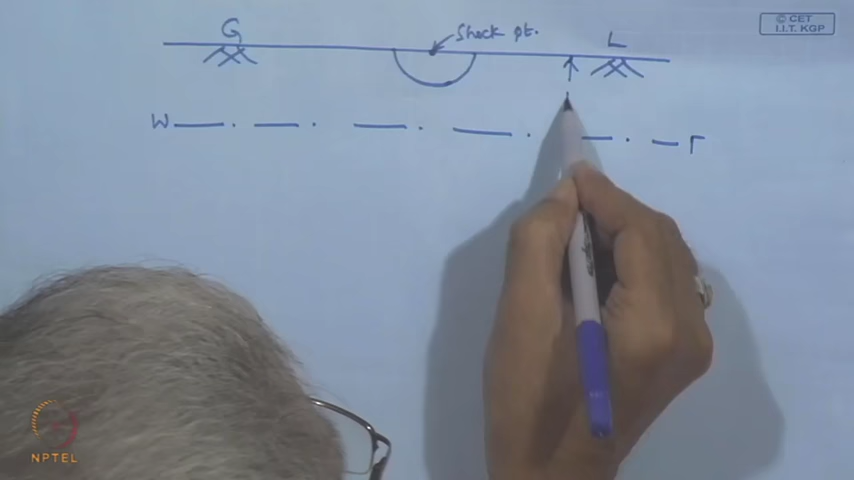 G
Shock pt.
L
© CET
I.I.T. KGP
W
r
NPTEL